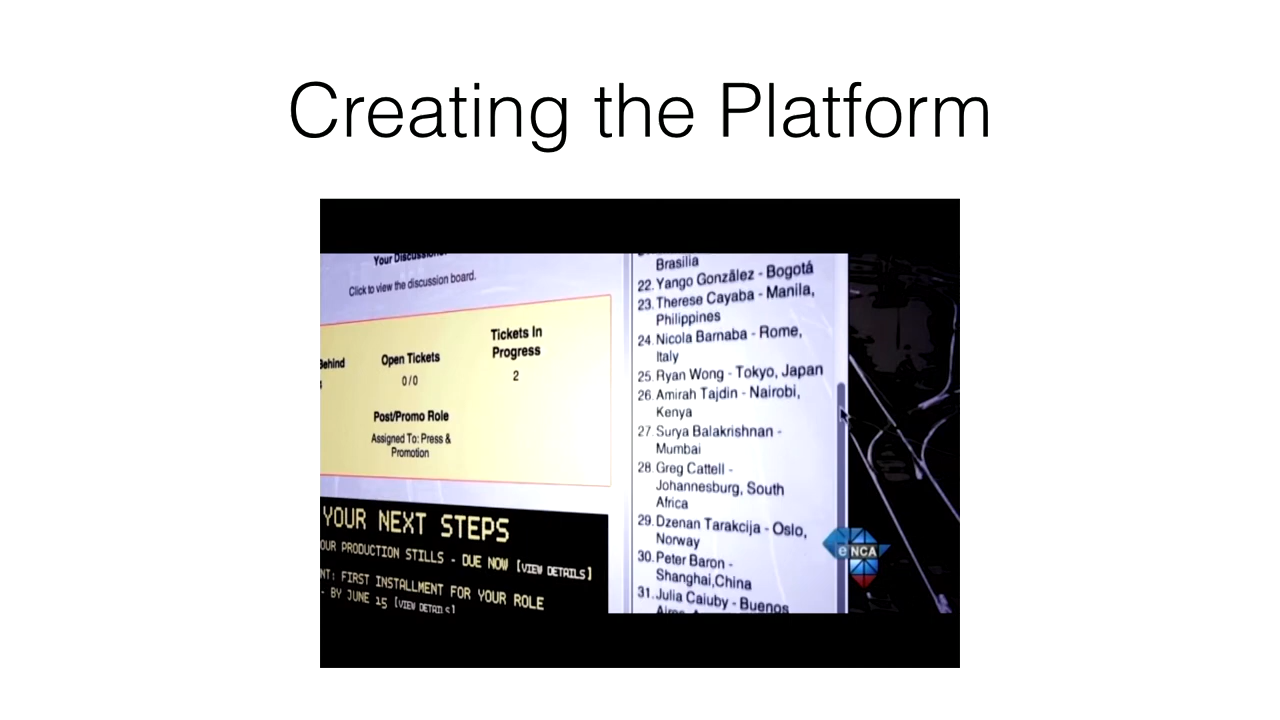 Creating the Platform
Your
Click to view the discussion board.
Behind
Open Tickets
0/0
Tickets In
Progress
2
Post/Promo Role
Assigned To: Press &
Promotion
YOUR NEXT STEPS
OUR PRODUCTION STILLS - DUE NOW [VIEW DETAILS]
NT: FIRST INSTALLMENT FOR YOUR ROLE
- BY JUNE 15 [VIEW DETAILS]
Brasilia
22. Yango González - Bogotá
23. Therese Cayaba - Manila,
Philippines
24. Nicola Barnaba - Rome,
Italy
25. Ryan Wong - Tokyo, Japan
26. Amirah Tajdin - Nairobi,
Kenya
27. Surya Balakrishnan -
Mumbai
28. Greg Cattell -
Johannesburg, South
Africa
29. Dzenan Tarakcija - Oslo,
Norway
30. Peter Baron -
Shanghai,China
31. Julia Caiuby - Buenos
eNCA